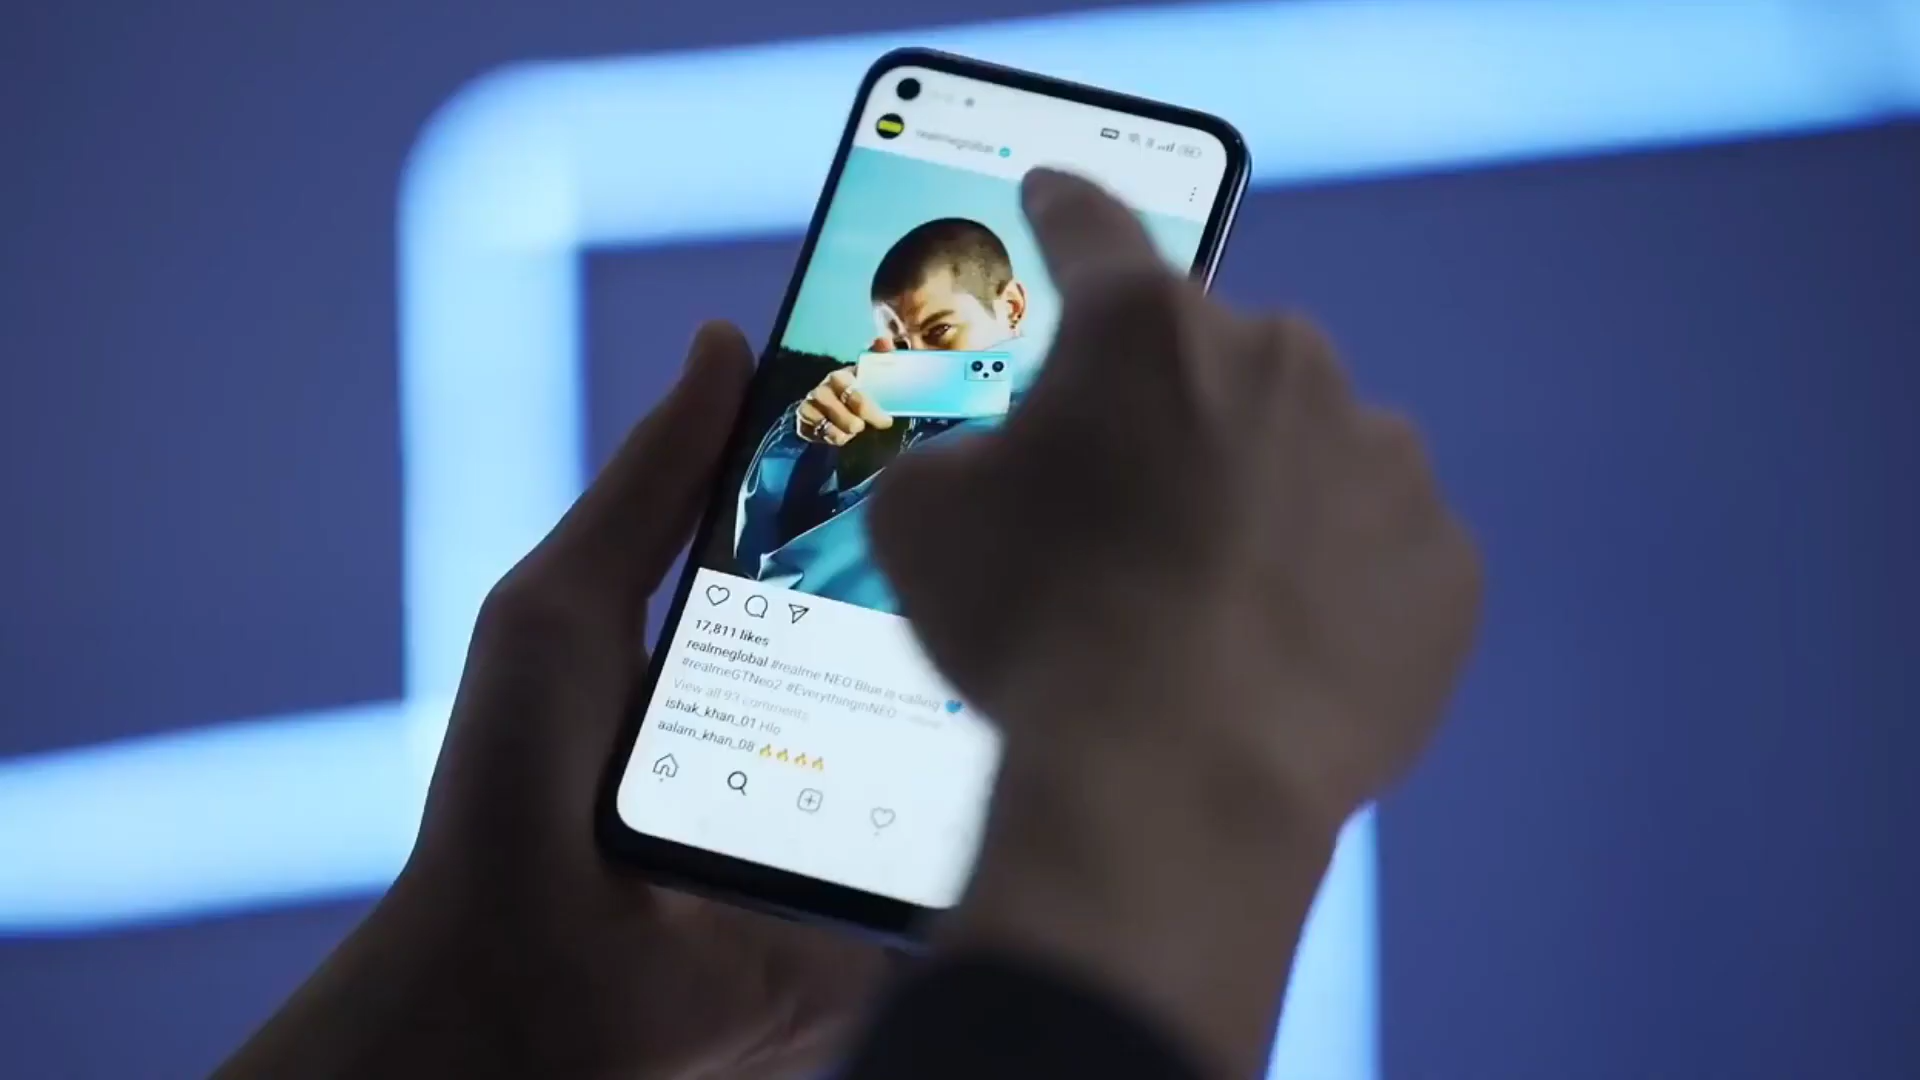 realmeglobal
17,811 likes
realmeglobal #realme NEO Blue is calling 💙
#realmeGTNeo2 #EverythingInNEO ... more
View all 93 comments
ishak_khan_01 Hlo
aalam_khan_08 🔥🔥🔥🔥